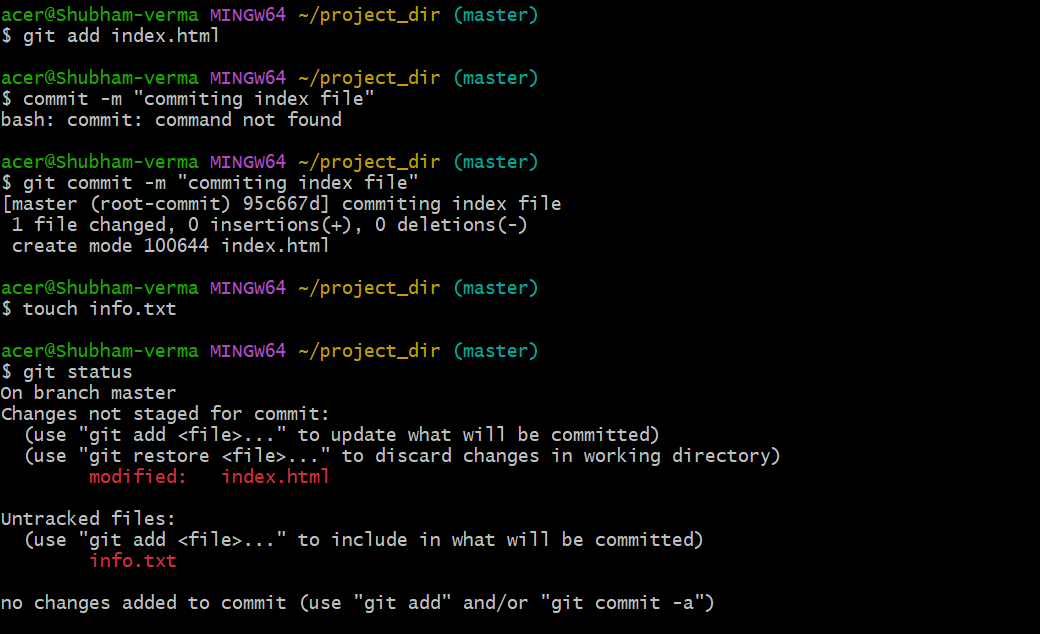 acer@Shubham-verma MINGW64 ~/project_dir (master)
$ git add index.html
acer@Shubham-verma MINGW64 ~/project_dir (master)
$ commit -m "commiting index file"
bash: commit: command not found
acer@Shubham-verma MINGW64 ~/project_dir (master)
$ git commit -m "commiting index file"
[master (root-commit) 95c667d] commiting index file
 1 file changed, 0 insertions(+), 0 deletions(-)
 create mode 100644 index.html
acer@Shubham-verma MINGW64 ~/project_dir (master)
$ touch info.txt
acer@Shubham-verma MINGW64 ~/project_dir (master)
$ git status
On branch master
Changes not staged for commit:
  (use "git add <file>..." to update what will be committed)
  (use "git restore <file>..." to discard changes in working directory)
        modified:   index.html
Untracked files:
  (use "git add <file>..." to include in what will be committed)
        info.txt
no changes added to commit (use "git add" and/or "git commit -a")